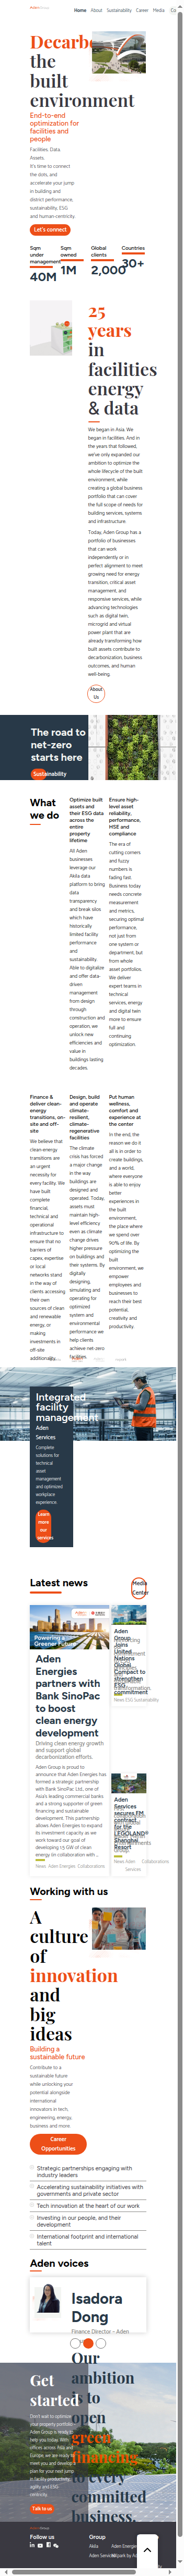 Home About Sustainability Career Media
Decarb
the
built
environment
End-to-end
optimization for
facilities and
people
Facilities. Data.
Assets.
It's time to connect
the dots, and
accelerate your jump
in building and
district performance,
sustainability, ESG
and human-centricity.
Let's connect
Sqm
under
management
40M
Sqm
owned
1M
Global
clients
2,000
Countries
30+
25
years
in
facilities
energy
& data
We began in Asia. We
began in facilities. And in
the years that followed,
we've only expanded our
ambition to optimize the
whole lifecycle of the built
environment, while
creating a global business
portfolio that can cover
the full scope of needs for
building services, systems
and infrastructure.
Today, Aden Group has a
portfolio of businesses
that can work
independently or in
perfect alignment to meet
growing need for energy
transition, critical asset
management, and
responsive services, while
advancing technologies
such as digital twin,
microgrid and virtual
power plant that are
already transforming how
built assets contribute to
decarbonization, business
outcomes, and human
well-being.
About
Us
The road to
net-zero
starts here
Sustainability
What
we do
Optimize built
assets and
their ESG data
across the
entire
property
lifetime
All Aden
businesses
leverage our
Akila data
platform to bring
data
transparency
and break silos
which have
historically
limited facility
performance
and
sustainability.
Able to digitalize
and offer data-
driven
management
from design
through
construction and
operation, we
unlock new
efficiencies and
value in
buildings lasting
decades.
Ensure high-
level asset
reliability,
performance,
HSE and
compliance
The era of
cutting corners
and fuzzy
numbers is
fading fast.
Business today
needs concrete
measurement
and metrics,
securing optimal
performance,
not just from
one system or
department, but
from whole
asset portfolios.
We deliver
expert teams in
technical
services, energy
and digital twin
more to ensure
full and
continuing
optimization.
Finance &
deliver clean-
energy
transitions, on-
site and off-
site
We believe that
clean-energy
transitions are
an urgent
necessity for
every facility. We
have built
complete
financial,
technical and
operational
infrastructure to
ensure that no
barriers of
capex, expertise
or local
networks stand
in the way of
clients accessing
their own
sources of clean
and renewable
energy, or
making
investments in
off-site
additionality.
Design, build
and operate
climate-
resilient,
climate-
regenerative
facilities
The climate
crisis has forced
a major change
in the way
buildings are
designed and
operated. Today,
assets must
maintain high-
level efficiency
even as climate
change drives
higher pressure
on buildings and
their systems. By
digitally
designing,
simulating and
operating for
optimized
system and
environmental
performance we
help clients
achieve net-zero
facilities.
Put human
wellness,
comfort and
experience at
the center
In the end, the
reason we do it
all is in order to
create buildings,
and a world,
where everyone
is able to enjoy
better
experiences in
the built
environment,
the place where
we spend over
90% of life. By
optimizing the
built
environment, we
empower
employees and
businesses to
reach their best
potential,
creativity and
productivity.
Integrated
facility
management
Aden
Services
Complete
solutions for
technical
asset
management
and optimized
workplace
experience.
Learn
more
our
services
Latest news
Media
Center
Powering a
Greener Future
Aden
Energies
partners with
Bank SinoPac
to boost
clean energy
development
Driving clean energy growth
and support global
decarbonization efforts.
Aden Group is proud to
announce that Aden Energies has
formed a strategic partnership
with Bank SinoPac, one of
Asia's leading commercial banks
and a strong supporter of green
financing and sustainable
development. This partnership
allows Aden Energies to expand
its investment capacity as we
work toward our goal of
developing 1.5 GW of clean
energy (in collaboration with ...
News Aden Energies Collaborations
Aden
Group
Joins
United
Nations
Global
Compact to
strengthen
ESG
commitment
News ESG Sustainability
Aden
Services
secures FM
contract
for the
LEGOLAND®
Shanghai
Resort
News Aden Collaborations
Services
Working with us
A
culture
of
innovation
and
big
ideas
Building a
sustainable future
Contribute to a
sustainable future
while unlocking your
potential alongside
international
innovators in tech,
engineering, energy,
business and more.
Career
Opportunities
Strategic partnerships engaging with
industry leaders
Accelerating sustainability initiatives with
governments and private sector
Tech innovation at the heart of our work
Investing in our people, and their
development
International footprint and international
talent
Aden voices
Isadora
Dong
Finance Director – Aden
Our
ambition
is to
open
green
financing
to every
committed
business.
Get
started
Don't wait to optimize
your property portfolio.
Aden Group is ready to
help you today. With
offices across Asia and
Europe, we are ready to
meet you and develop a
plan for your next jump
in facility productivity,
agility and ESG
centricity.
Talk to us
Follow us
Group
Akila
Aden Services
Aden Energies